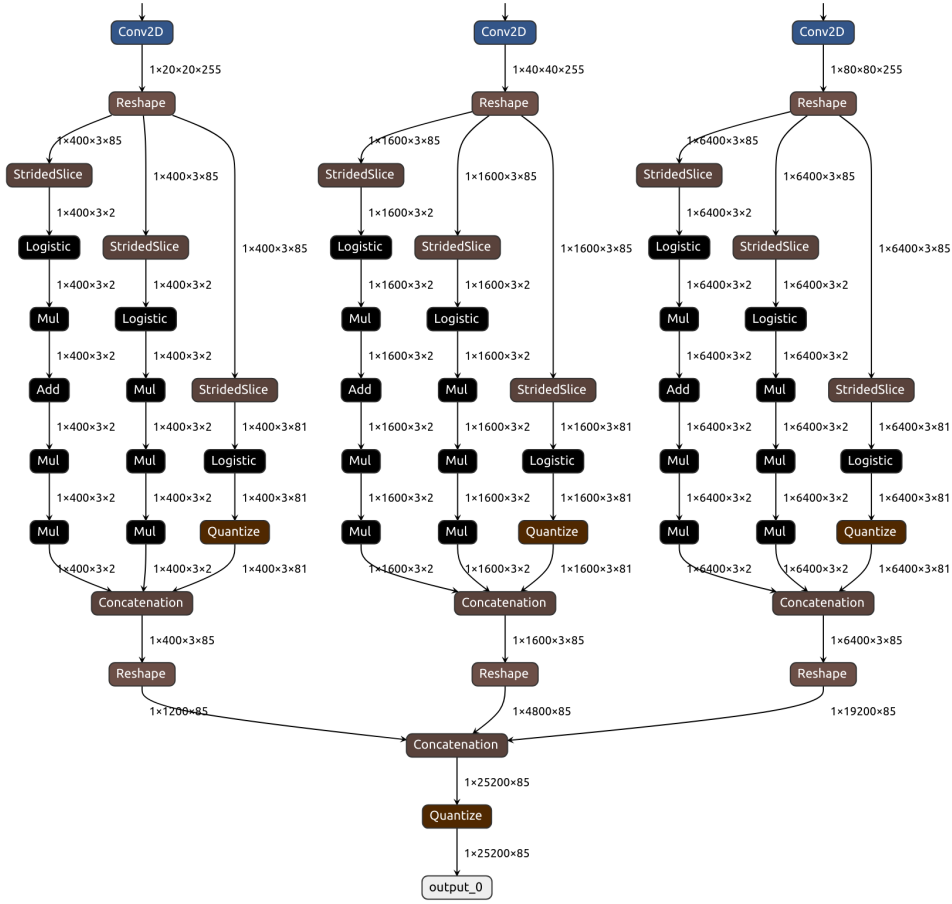 Conv2D Conv2D Conv2D
1×20×20×255 1×40×40×255 1×80×80×255
Reshape Reshape Reshape
1×400×3×85 1×1600×3×85 1×6400×3×85
StridedSlice 1×400×3×85 StridedSlice 1×1600×3×85 StridedSlice 1×6400×3×85
1×400×3×2 1×1600×3×2 1×6400×3×2
Logistic StridedSlice 1×400×3×85 Logistic StridedSlice 1×1600×3×85 Logistic StridedSlice 1×6400×3×85
1×400×3×2 1×400×3×2 1×1600×3×2 1×1600×3×2 1×6400×3×2 1×6400×3×2
Mul Logistic Mul Logistic Mul Logistic
1×400×3×2 1×400×3×2 1×1600×3×2 1×1600×3×2 1×6400×3×2 1×6400×3×2
Add Mul StridedSlice Add Mul StridedSlice Add Mul StridedSlice
1×400×3×2 1×400×3×2 1×400×3×81 1×1600×3×2 1×1600×3×2 1×1600×3×81 1×6400×3×2 1×6400×3×2 1×6400×3×81
Mul Mul Logistic Mul Mul Logistic Mul Mul Logistic
1×400×3×2 1×400×3×2 1×400×3×81 1×1600×3×2 1×1600×3×2 1×1600×3×81 1×6400×3×2 1×6400×3×2 1×6400×3×81
Mul Mul Quantize Mul Mul Quantize Mul Mul Quantize
1×400×3×2 1×400×3×2 1×400×3×81 1×1600×3×2 1×1600×3×2 1×1600×3×81 1×6400×3×2 1×6400×3×2 1×6400×3×81
Concatenation Concatenation Concatenation
1×400×3×85 1×1600×3×85 1×6400×3×85
Reshape Reshape Reshape
1×1200×85 1×4800×85 1×19200×85
Concatenation
1×25200×85
Quantize
1×25200×85
output_0